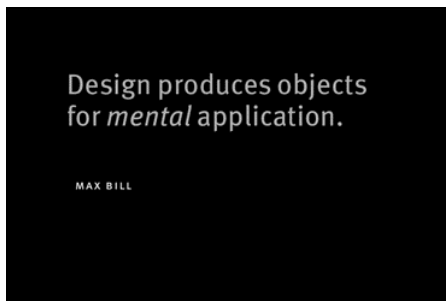 Design produces objects
for mental application.
MAX BILL